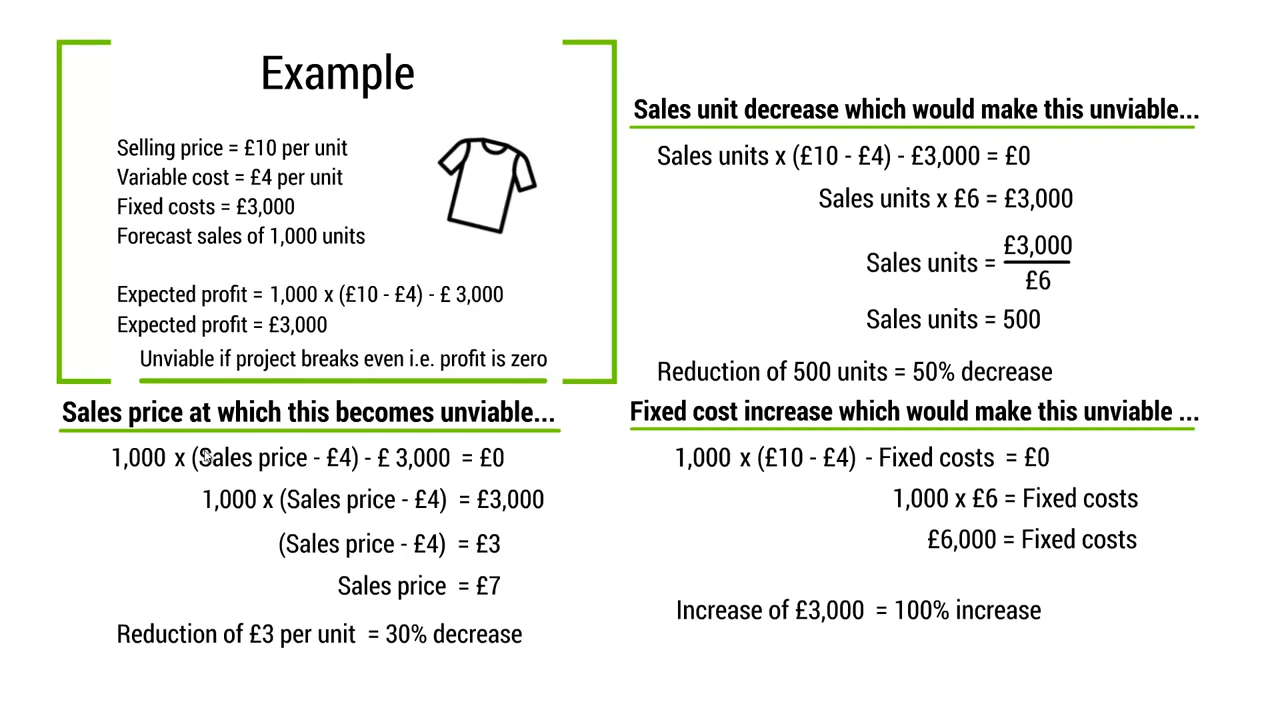 Example
Selling price = £10 per unit
Variable cost = £4 per unit
Fixed costs = £3,000
Forecast sales of 1,000 units
Expected profit = 1,000 x (£10 - £4) - £ 3,000
Expected profit = £3,000
Unviable if project breaks even i.e. profit is zero
Sales price at which this becomes unviable...
1,000 x (Sales price - £4) - £ 3,000 = £0
1,000 x (Sales price - £4) = £3,000
(Sales price - £4) = £3
Sales price = £7
Reduction of £3 per unit = 30% decrease
Sales unit decrease which would make this unviable...
Sales units x (£10 - £4) - £3,000 = £0
Sales units x £6 = £3,000
Sales units = £3,000
£6
Sales units = 500
Reduction of 500 units = 50% decrease
Fixed cost increase which would make this unviable ...
1,000 x (£10 - £4) - Fixed costs = £0
1,000 x £6 = Fixed costs
£6,000 = Fixed costs
Increase of £3,000 = 100% increase